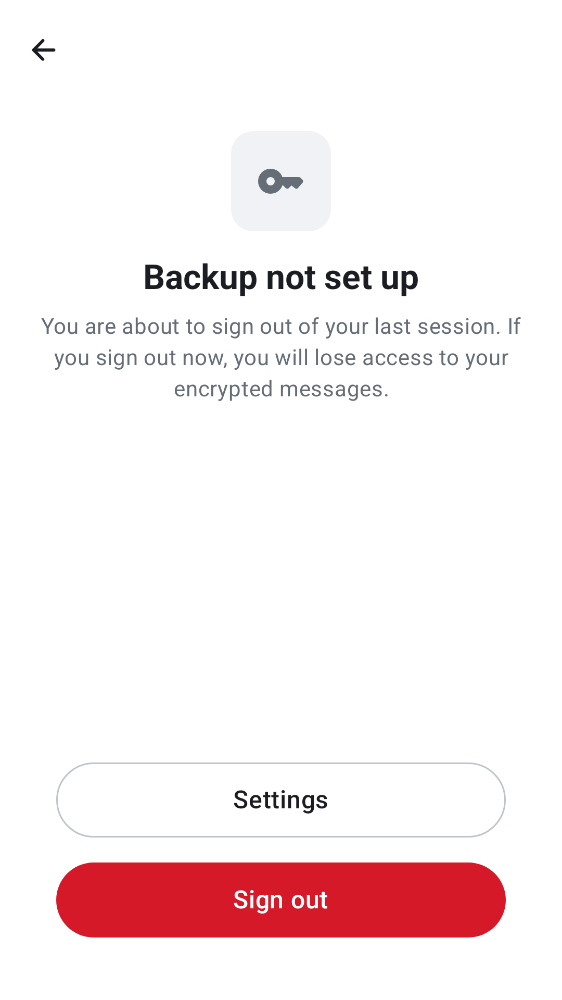 Backup not set up
You are about to sign out of your last session. If
you sign out now, you will lose access to your
encrypted messages.
Settings
Sign out